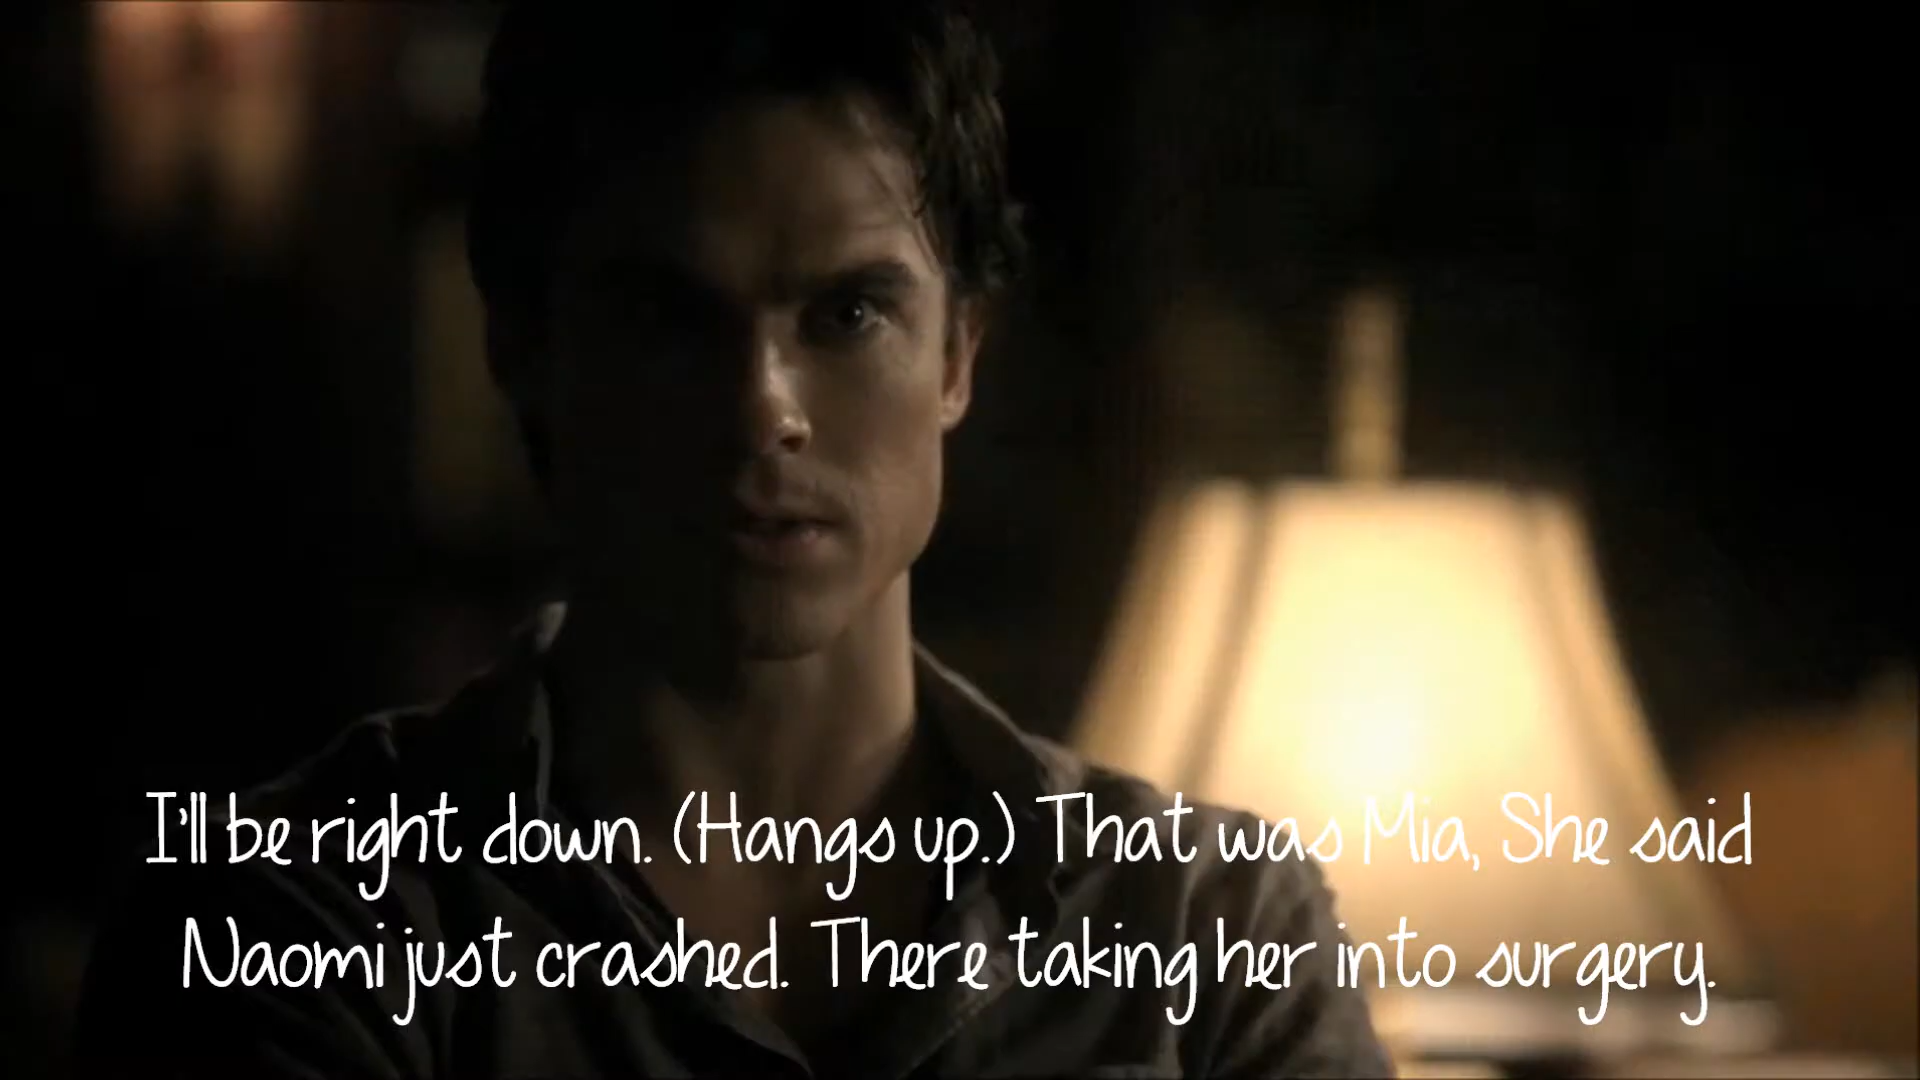 I'll be right down. (Hangs up.) That was Mia, She said
Naomi just crashed. There taking her into surgery.